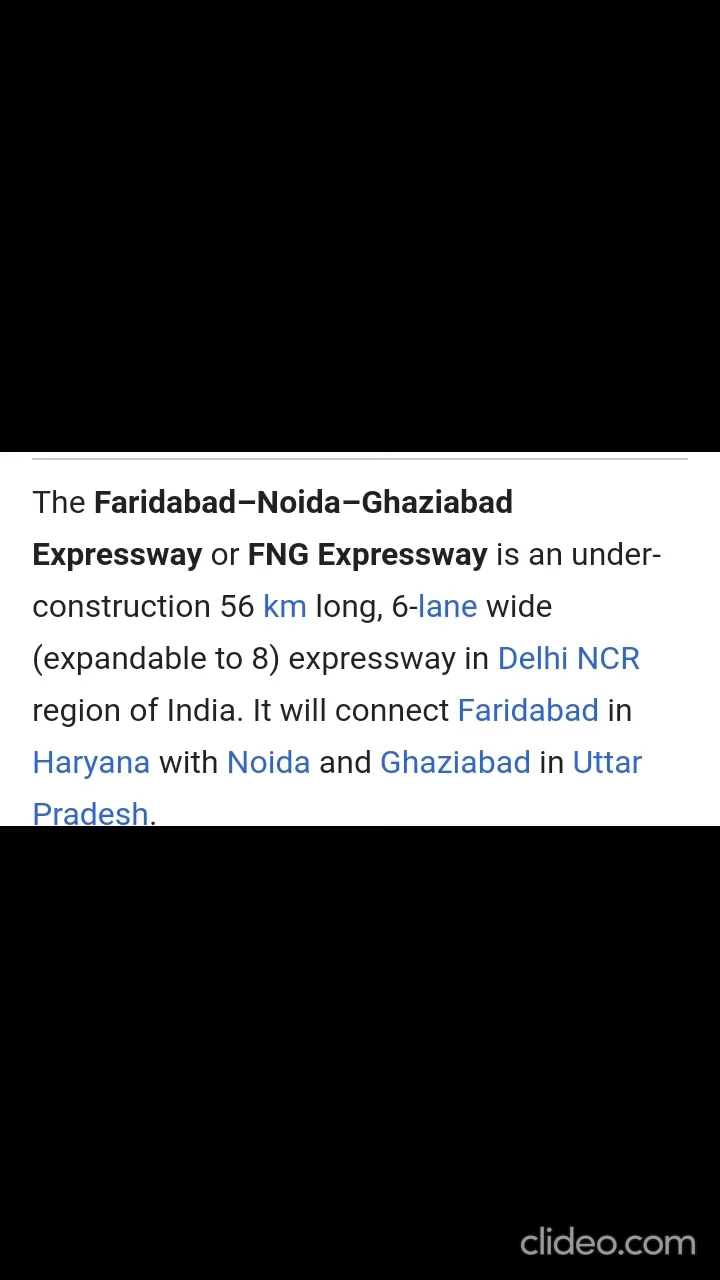 The Faridabad–Noida–Ghaziabad
Expressway or FNG Expressway is an under-
construction 56 km long, 6-lane wide
(expandable to 8) expressway in Delhi NCR
region of India. It will connect Faridabad in
Haryana with Noida and Ghaziabad in Uttar
Pradesh.
clideo.com